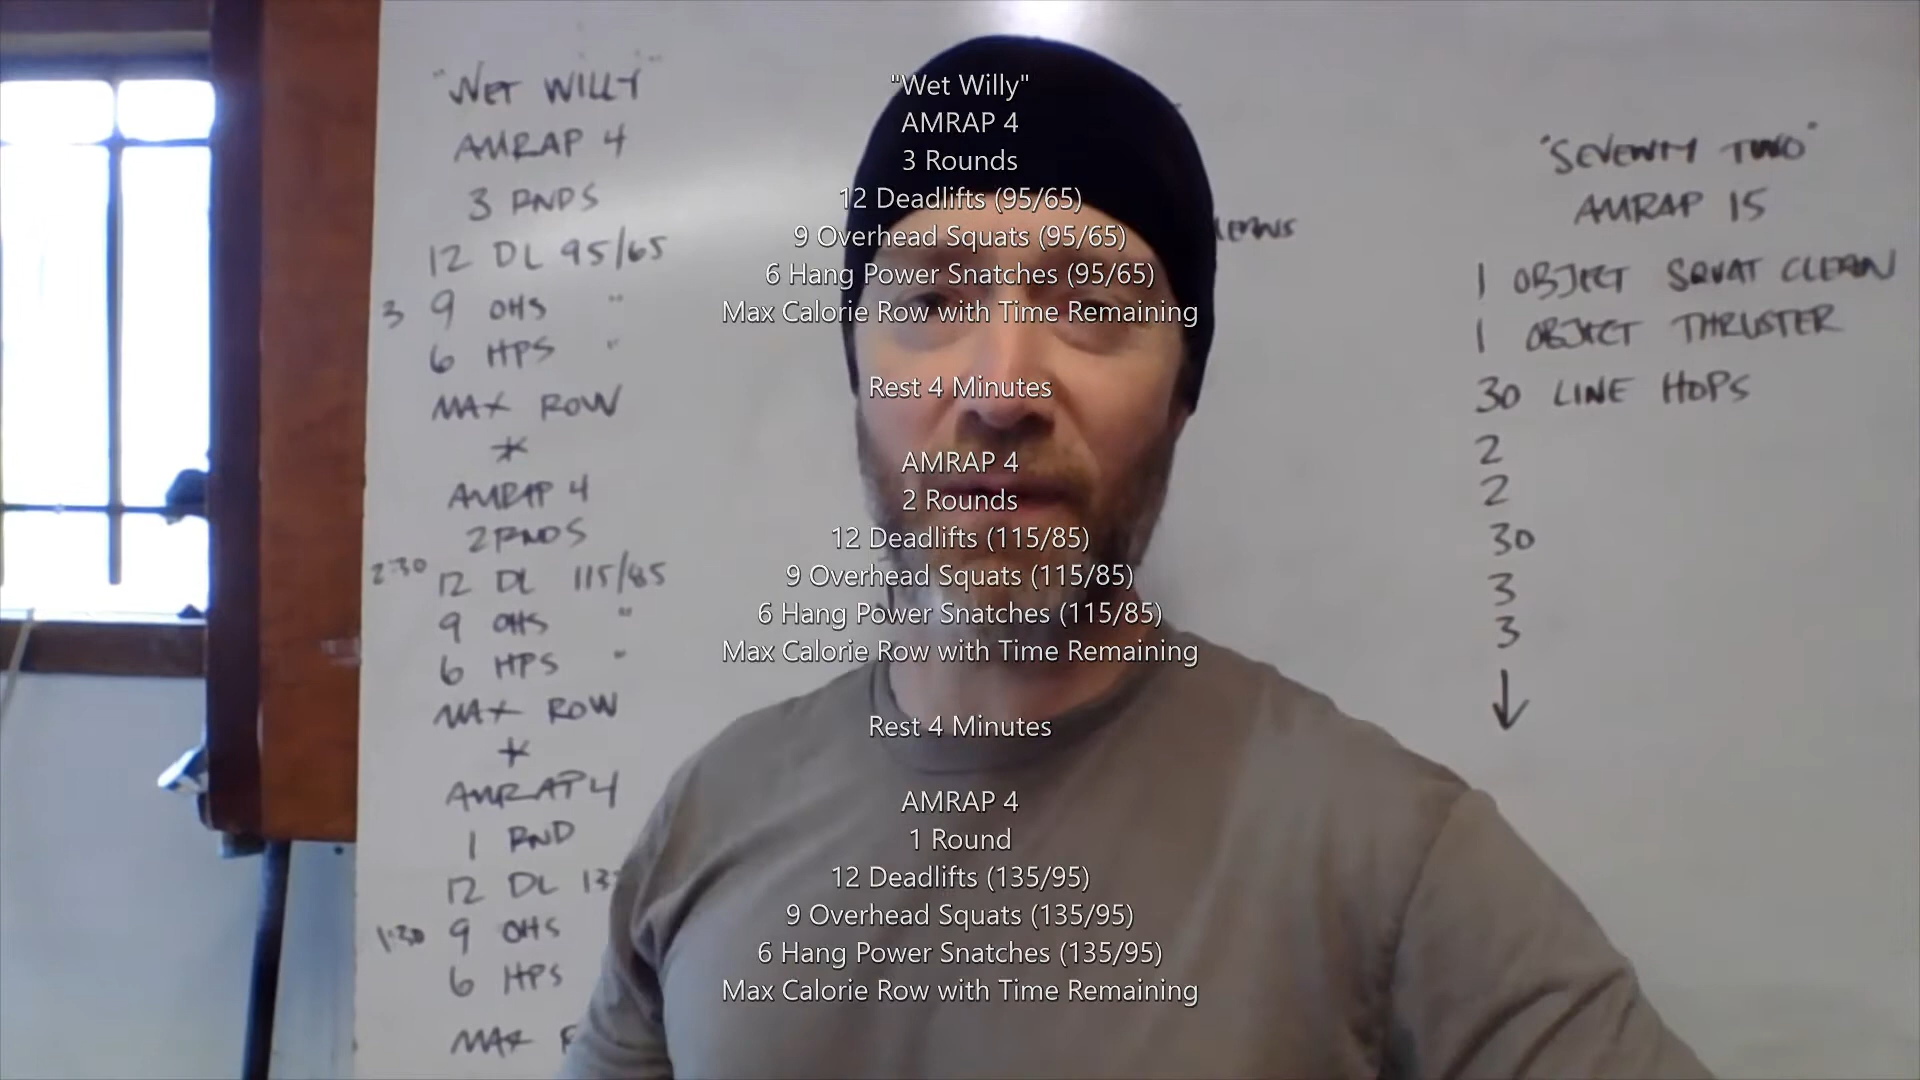 "WET WILLY"
AMRAP 4
3 RNDS
12 DL 95/65
3 9 OHS "
6 HPS "
MAX ROW
*
AMRAP 4
2 RNDS
2:30 12 DL 115/85
9 OHS "
6 HPS "
MAX ROW
*
AMRAP 4
1 RND
12 DL
1:30 9 OHS
6 HPS
MAX
"Wet Willy"
AMRAP 4
3 Rounds
12 Deadlifts (95/65)
9 Overhead Squats (95/65)
6 Hang Power Snatches (95/65)
Max Calorie Row with Time Remaining
Rest 4 Minutes
AMRAP 4
2 Rounds
12 Deadlifts (115/85)
9 Overhead Squats (115/85)
6 Hang Power Snatches (115/85)
Max Calorie Row with Time Remaining
Rest 4 Minutes
AMRAP 4
1 Round
12 Deadlifts (135/95)
9 Overhead Squats (135/95)
6 Hang Power Snatches (135/95)
Max Calorie Row with Time Remaining
"SEVENTY TWO"
AMRAP 15
1 OBJECT SQUAT CLEAN
1 OBJECT THRUSTER
30 LINE HOPS
2
2
30
3
3
↓